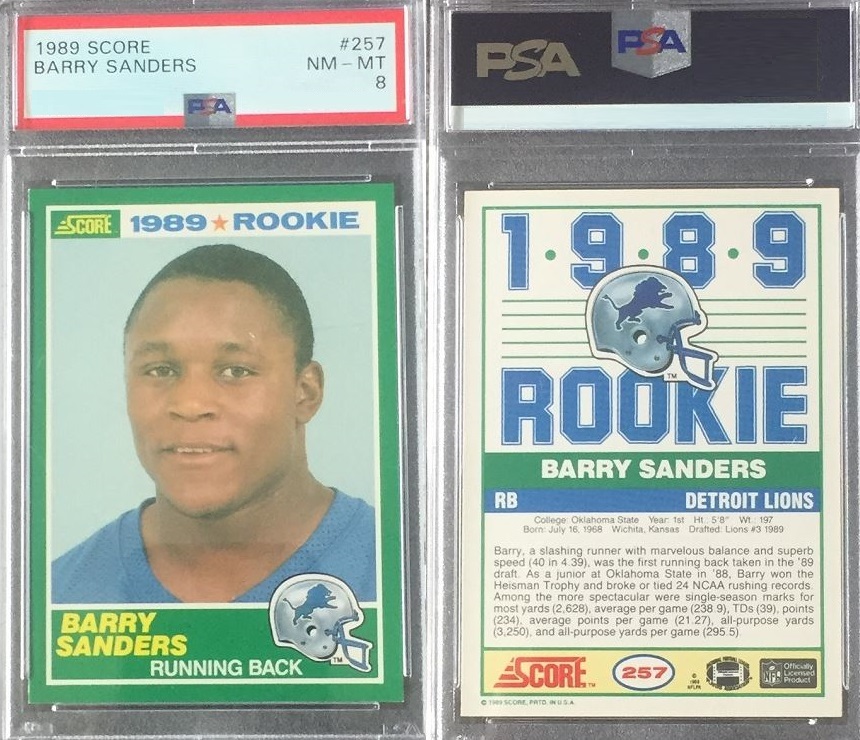 1989 SCORE #257
BARRY SANDERS NM-MT
8
PSA
SCORE 1989 ★ ROOKIE
BARRY
SANDERS
RUNNING BACK
TM
PSA PSA
1·9·8·9
TM
ROOKIE
BARRY SANDERS
RB DETROIT LIONS
College: Oklahoma State Year: 1st Ht. 5'8" Wt. 197
Born: July 16, 1968 Wichita, Kansas Drafted: Lions #3 1989
Barry, a slashing runner with marvelous balance and superb
speed (40 in 4.39), was the first running back taken in the '89
draft. As a junior at Oklahoma State in '88, Barry won the
Heisman Trophy and broke or tied 24 NCAA rushing records.
Among the more spectacular were single-season marks for
most yards (2,628), average per game (238.9), TDs (39), points
(234), average points per game (21.27), all-purpose yards
(3,250), and all-purpose yards per game (295.5)
SCORE TM 257 © 1989 NFLPA NFL Officially Licensed Product
© 1989 SCORE, PRTD. IN U.S.A.